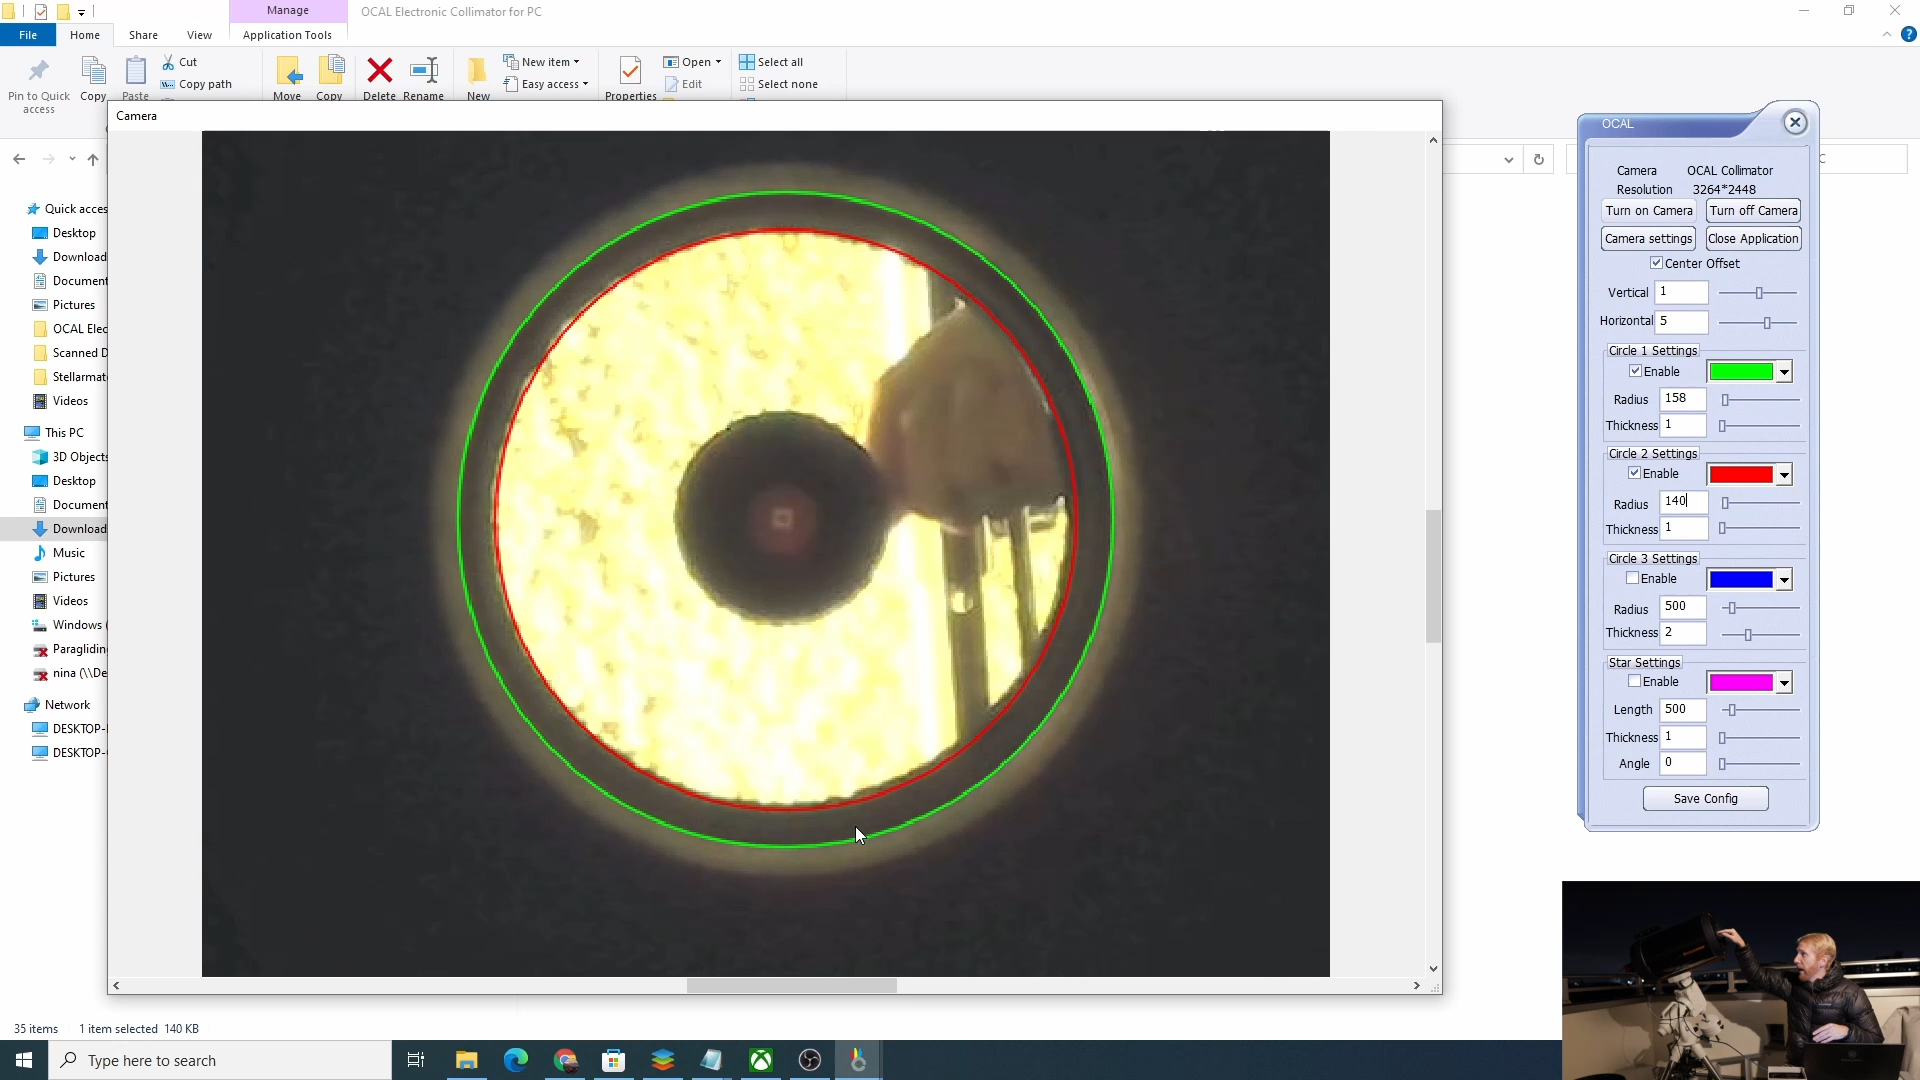 Manage
OCAL Electronic Collimator for PC
File
Home
Share
View
Application Tools
Pin to Quick
access
Copy
Paste
Cut
Copy path
Move
Copy
Delete
Rename
New
New item
Easy access
Properties
Open
Edit
Select all
Select none
Camera
Quick acces
Desktop
Download
Document
Pictures
OCAL Elec
Scanned D
Stellarmat
Videos
This PC
3D Objects
Desktop
Document
Download
Music
Pictures
Videos
Windows (
Paragliding
nina (\\De
Network
DESKTOP-
DESKTOP-
OCAL
Camera OCAL Collimator
Resolution 3264*2448
Turn on Camera Turn off Camera
Camera settings Close Application
Center Offset
Vertical 1
Horizontal 5
Circle 1 Settings
Enable
Radius 158
Thickness 1
Circle 2 Settings
Enable
Radius 140
Thickness 1
Circle 3 Settings
Enable
Radius 500
Thickness 2
Star Settings
Enable
Length 500
Thickness 1
Angle 0
Save Config
C
35 items 1 item selected 140 KB
Type here to search